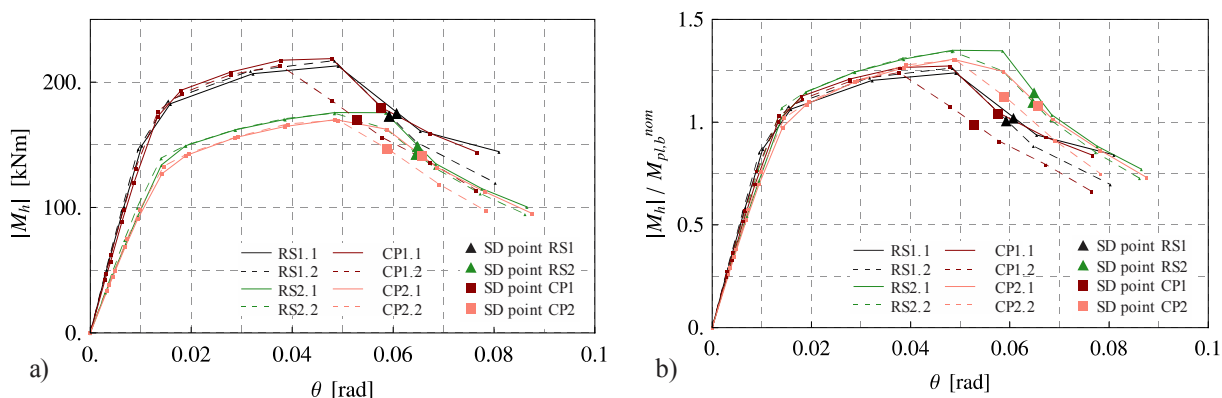 |M_h| [kNm]
200.
100.
0.
0.
0.02
0.04
0.06
0.08
0.1
θ [rad]
RS1.1
RS1.2
RS2.1
RS2.2
CP1.1
CP1.2
CP2.1
CP2.2
SD point RS1
SD point RS2
SD point CP1
SD point CP2
a)
|M_h| / M_{pl,b}^{nom}
1.5
1.0
0.5
0.
0.
0.02
0.04
0.06
0.08
0.1
θ [rad]
RS1.1
RS1.2
RS2.1
RS2.2
CP1.1
CP1.2
CP2.1
CP2.2
SD point RS1
SD point RS2
SD point CP1
SD point CP2
b)